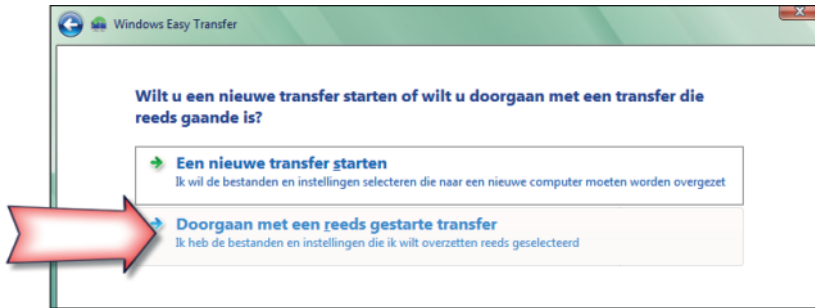 Windows Easy Transfer
Wilt u een nieuwe transfer starten of wilt u doorgaan met een transfer die
reeds gaande is?
Een nieuwe transfer starten
Ik wil de bestanden en instellingen selecteren die naar een nieuwe computer moeten worden overgezet
Doorgaan met een reeds gestarte transfer
Ik heb de bestanden en instellingen die ik wilt overzetten reeds geselecteerd